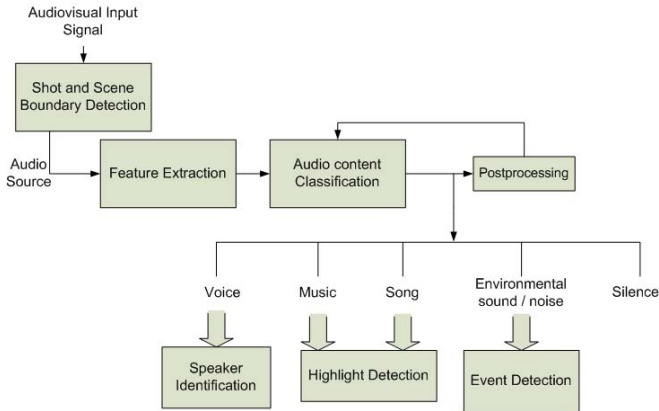 Audiovisual Input
Signal
Shot and Scene
Boundary Detection
Audio
Source
Feature Extraction
Audio content
Classification
Postprocessing
Voice
Music
Song
Environmental
sound / noise
Silence
Speaker
Identification
Highlight Detection
Event Detection